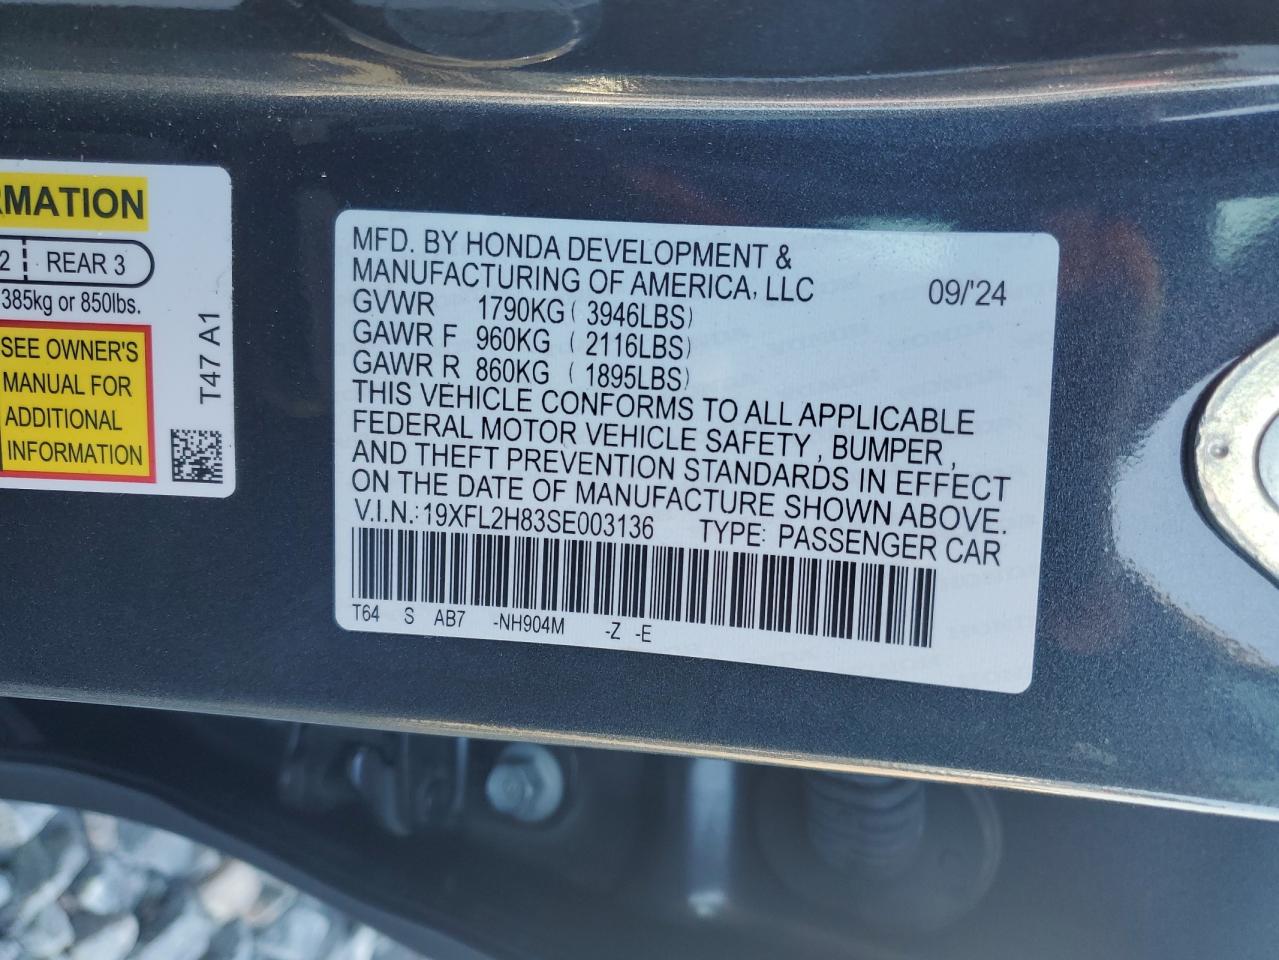 RMATION
2 REAR 3
385kg or 850lbs.
SEE OWNER'S
MANUAL FOR
ADDITIONAL
INFORMATION
T47 A1
MFD. BY HONDA DEVELOPMENT &
MANUFACTURING OF AMERICA, LLC 09/'24
GVWR 1790KG ( 3946LBS)
GAWR F 960KG ( 2116LBS)
GAWR R 860KG ( 1895LBS)
THIS VEHICLE CONFORMS TO ALL APPLICABLE
FEDERAL MOTOR VEHICLE SAFETY , BUMPER ,
AND THEFT PREVENTION STANDARDS IN EFFECT
ON THE DATE OF MANUFACTURE SHOWN ABOVE.
V.I.N.:19XFL2H83SE003136 TYPE: PASSENGER CAR
T64 S AB7 -NH904M -Z -E